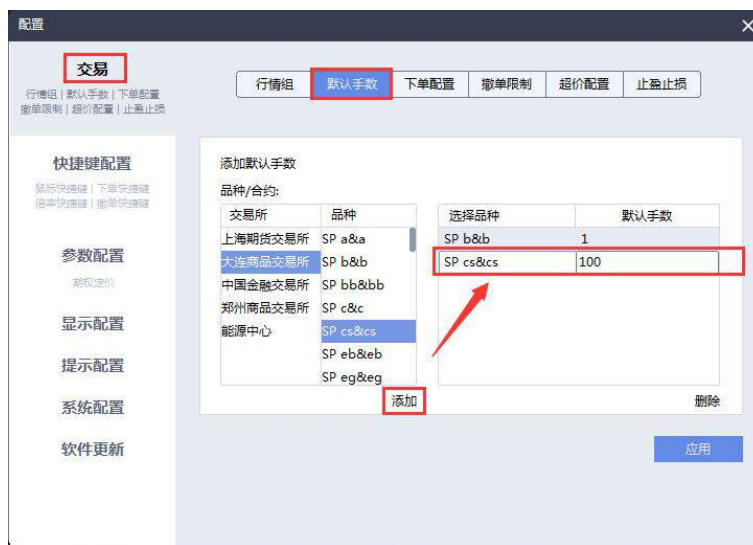 配置
交易
行情组 | 默认手数 | 下单配置
撤单限制 | 超价配置 | 止盈止损
快捷键配置
鼠标快捷键 | 下单快捷键
倍率快捷键 | 撤单快捷键
参数配置
期权定价
显示配置
提示配置
系统配置
软件更新
行情组 默认手数 下单配置 撤单限制 超价配置 止盈止损
添加默认手数
品种/合约:
交易所 品种
上海期货交易所 SP a&a
大连商品交易所 SP b&b
中国金融交易所 SP bb&bb
郑州商品交易所 SP c&c
能源中心 SP cs&cs
SP eb&eb
SP eg&eg
添加
选择品种 默认手数
SP b&b 1
SP cs&cs 100
删除
应用